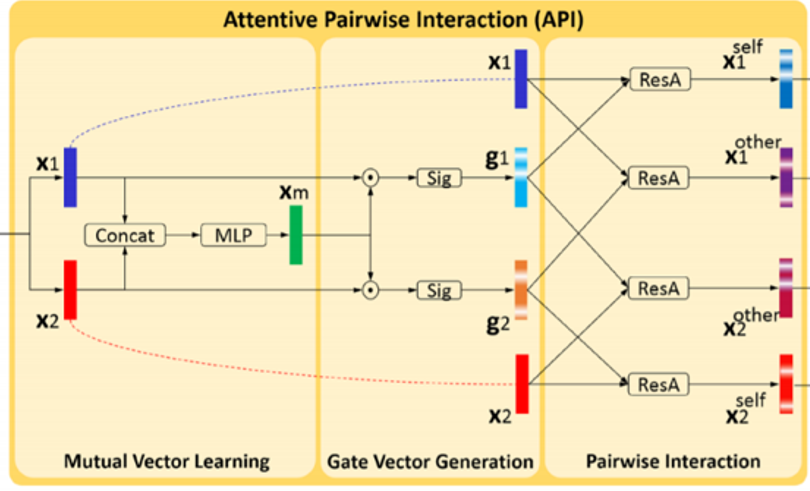 Attentive Pairwise Interaction (API)
x1
self
x1
ResA
x1
g1
other
x1
Sig
ResA
xm
Concat
MLP
x2
Sig
g2
ResA
other
x2
x2
ResA
self
x2
Mutual Vector Learning
Gate Vector Generation
Pairwise Interaction